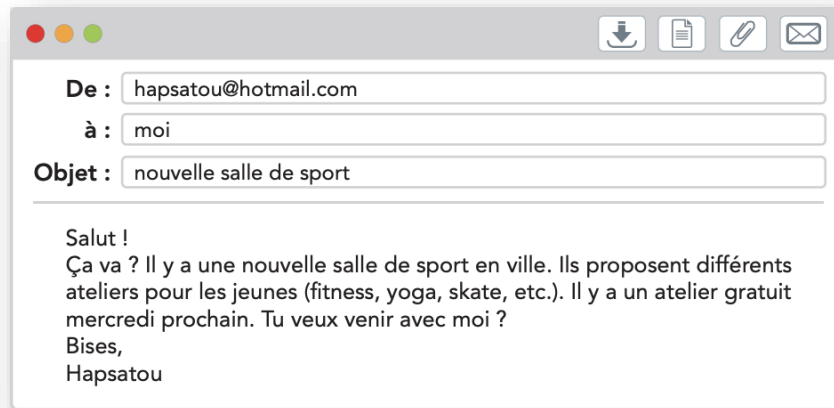 De : hapsatou@hotmail.com
à : moi
Objet : nouvelle salle de sport
Salut !
Ça va ? Il y a une nouvelle salle de sport en ville. Ils proposent différents
ateliers pour les jeunes (fitness, yoga, skate, etc.). Il y a un atelier gratuit
mercredi prochain. Tu veux venir avec moi ?
Bises,
Hapsatou